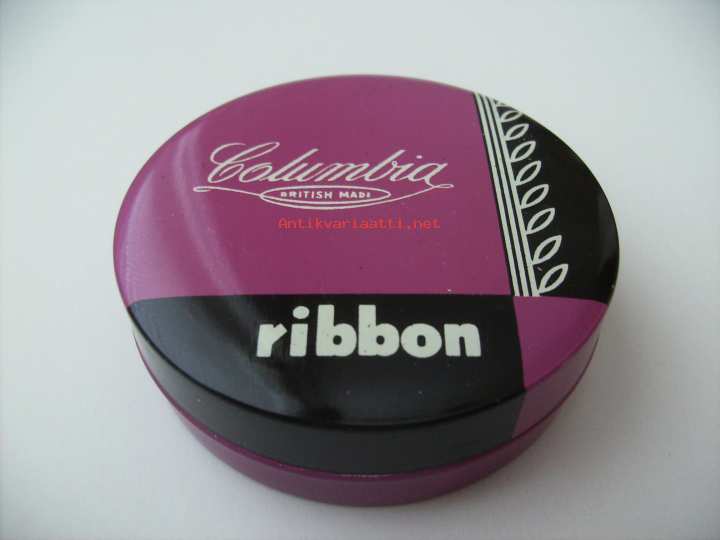 Columbia
BRITISH MADE
Antikvariaatti.net
ribbon